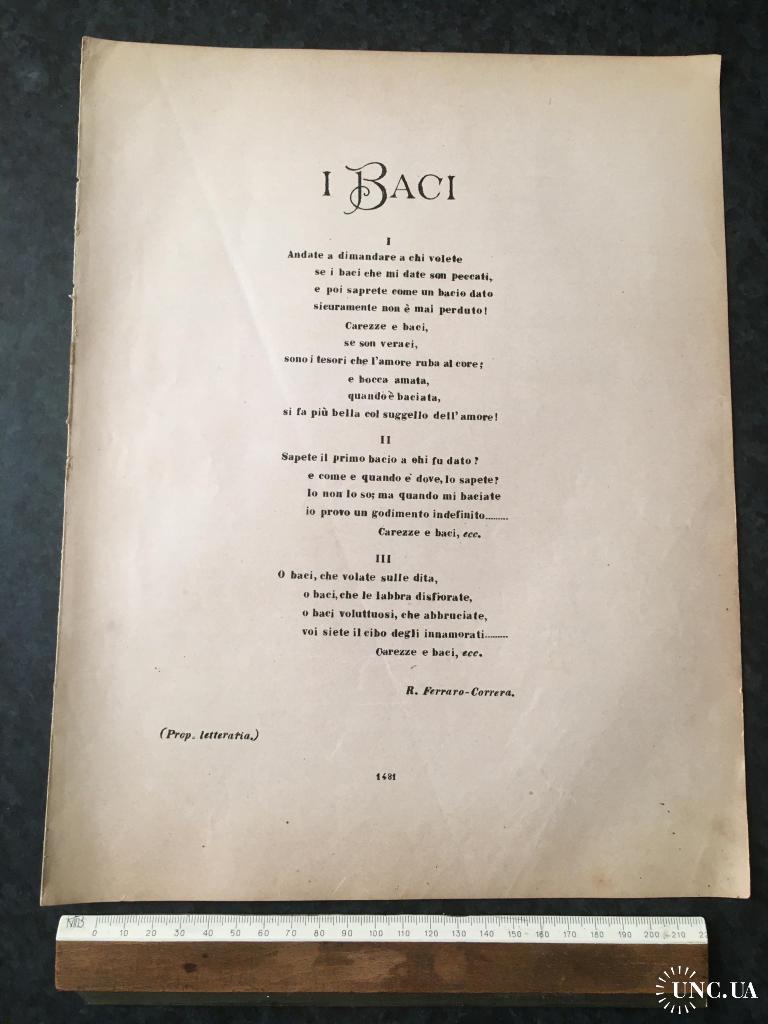 I BACI
I
Andate a dimandare a chi volete
se i baci che mi date son peccati,
e poi saprete come un bacio dato
sicuramente non è mai perduto!
Carezze e baci,
se son veraci,
sono i tesori che l'amore ruba al core;
e bocca amata,
quando è baciata,
si fa più bella col suggello dell'amore!
II
Sapete il primo bacio a chi fu dato?
e come e quando e dove, lo sapete?
Io non lo so; ma quando mi baciate
io provo un godimento indefinito.........
Carezze e baci, ecc.
III
O baci, che volate sulle dita,
o baci, che le labbra disfiorate,
o baci voluttuosi, che abbruciate,
voi siete il cibo degli innamorati.........
Carezze e baci, ecc.
R. Ferraro-Correra.
(Prop. letteraria.)
1481
0 10 20 30 40 50 60 70 80 90 100 110 120 130 140 150 160 170 180 190 200 210
UNC.UA